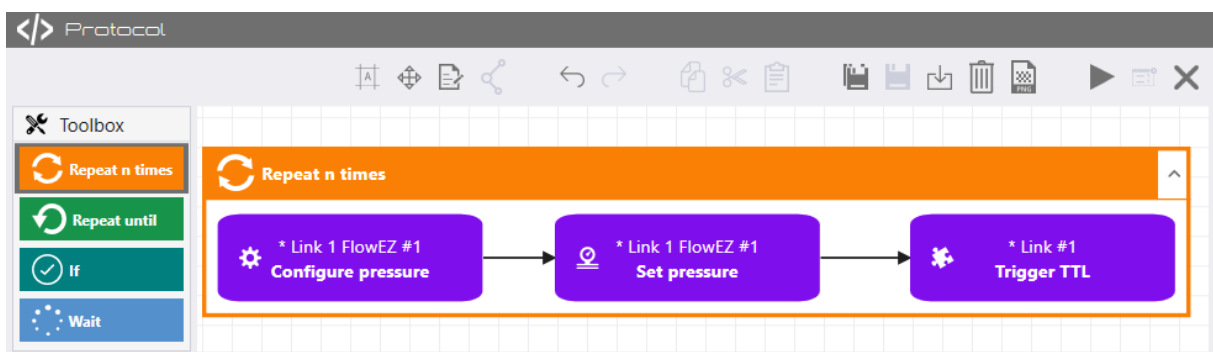 </> Protocol
A
PNG
Toolbox
Repeat n times
Repeat until
If
Wait
Repeat n times
* Link 1 FlowEZ #1
Configure pressure
* Link 1 FlowEZ #1
Set pressure
* Link #1
Trigger TTL